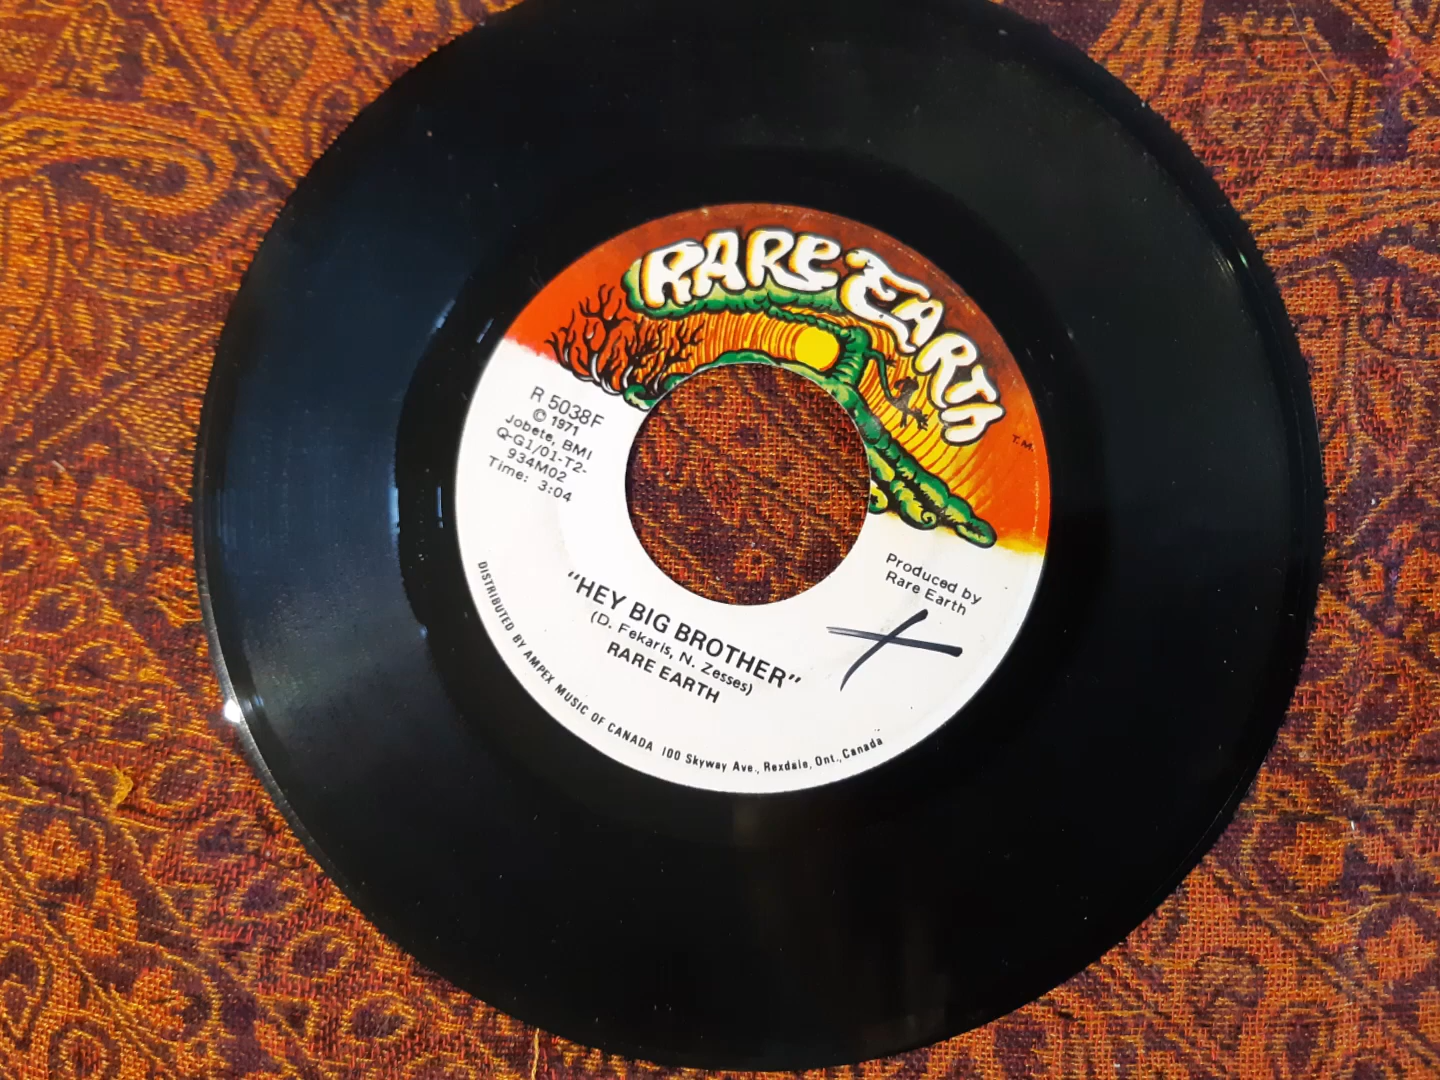 RARE EARTH
T.M.
R 5038F
© 1971
Jobete, BMI
Q-G1/01-T2-
934M02
Time: 3:04
Produced by
Rare Earth
"HEY BIG BROTHER"
(D. Fekaris, N. Zesses)
RARE EARTH
DISTRIBUTED BY AMPEX MUSIC OF CANADA 100 Skyway Ave., Rexdale, Ont., Canada